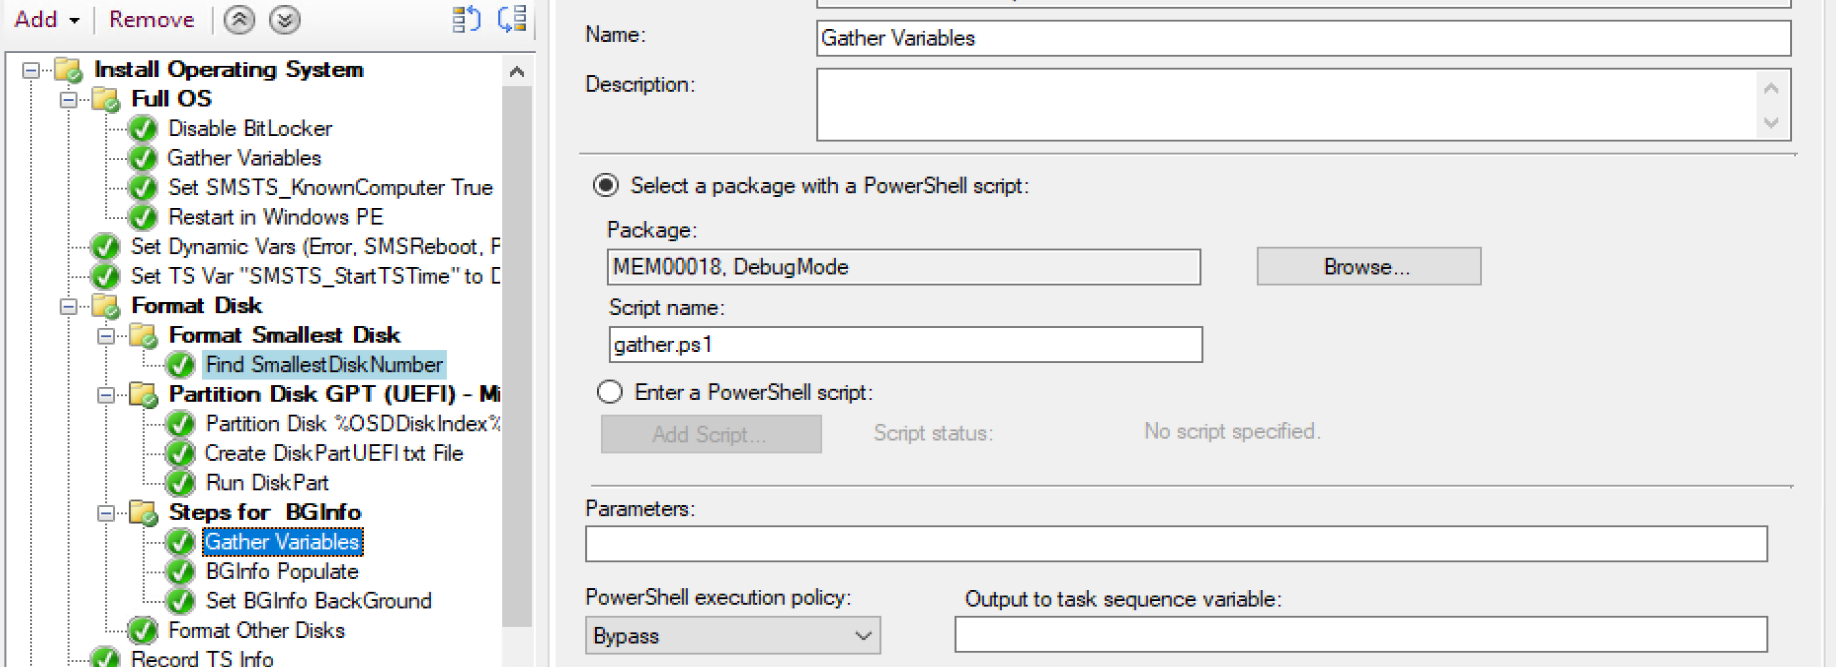 Add
Remove
Install Operating System
Full OS
Disable BitLocker
Gather Variables
Set SMSTS_KnownComputer True
Restart in Windows PE
Set Dynamic Vars (Error, SMSReboot,
Set TS Var "SMSTS_StartTSTime" to
Format Disk
Format Smallest Disk
Find SmallestDiskNumber
Partition Disk GPT (UEFI) - Mi
Partition Disk %OSDDiskIndex%
Create DiskPartUEFI txt File
Run DiskPart
Steps for BGInfo
Gather Variables
BGInfo Populate
Set BGInfo BackGround
Format Other Disks
Record TS Info
Name:
Gather Variables
Description:
Select a package with a PowerShell script:
Package:
MEM00018, DebugMode
Browse...
Script name:
gather.ps1
Enter a PowerShell script:
Add Script...
Script status:
No script specified.
Parameters:
PowerShell execution policy:
Output to task sequence variable:
Bypass